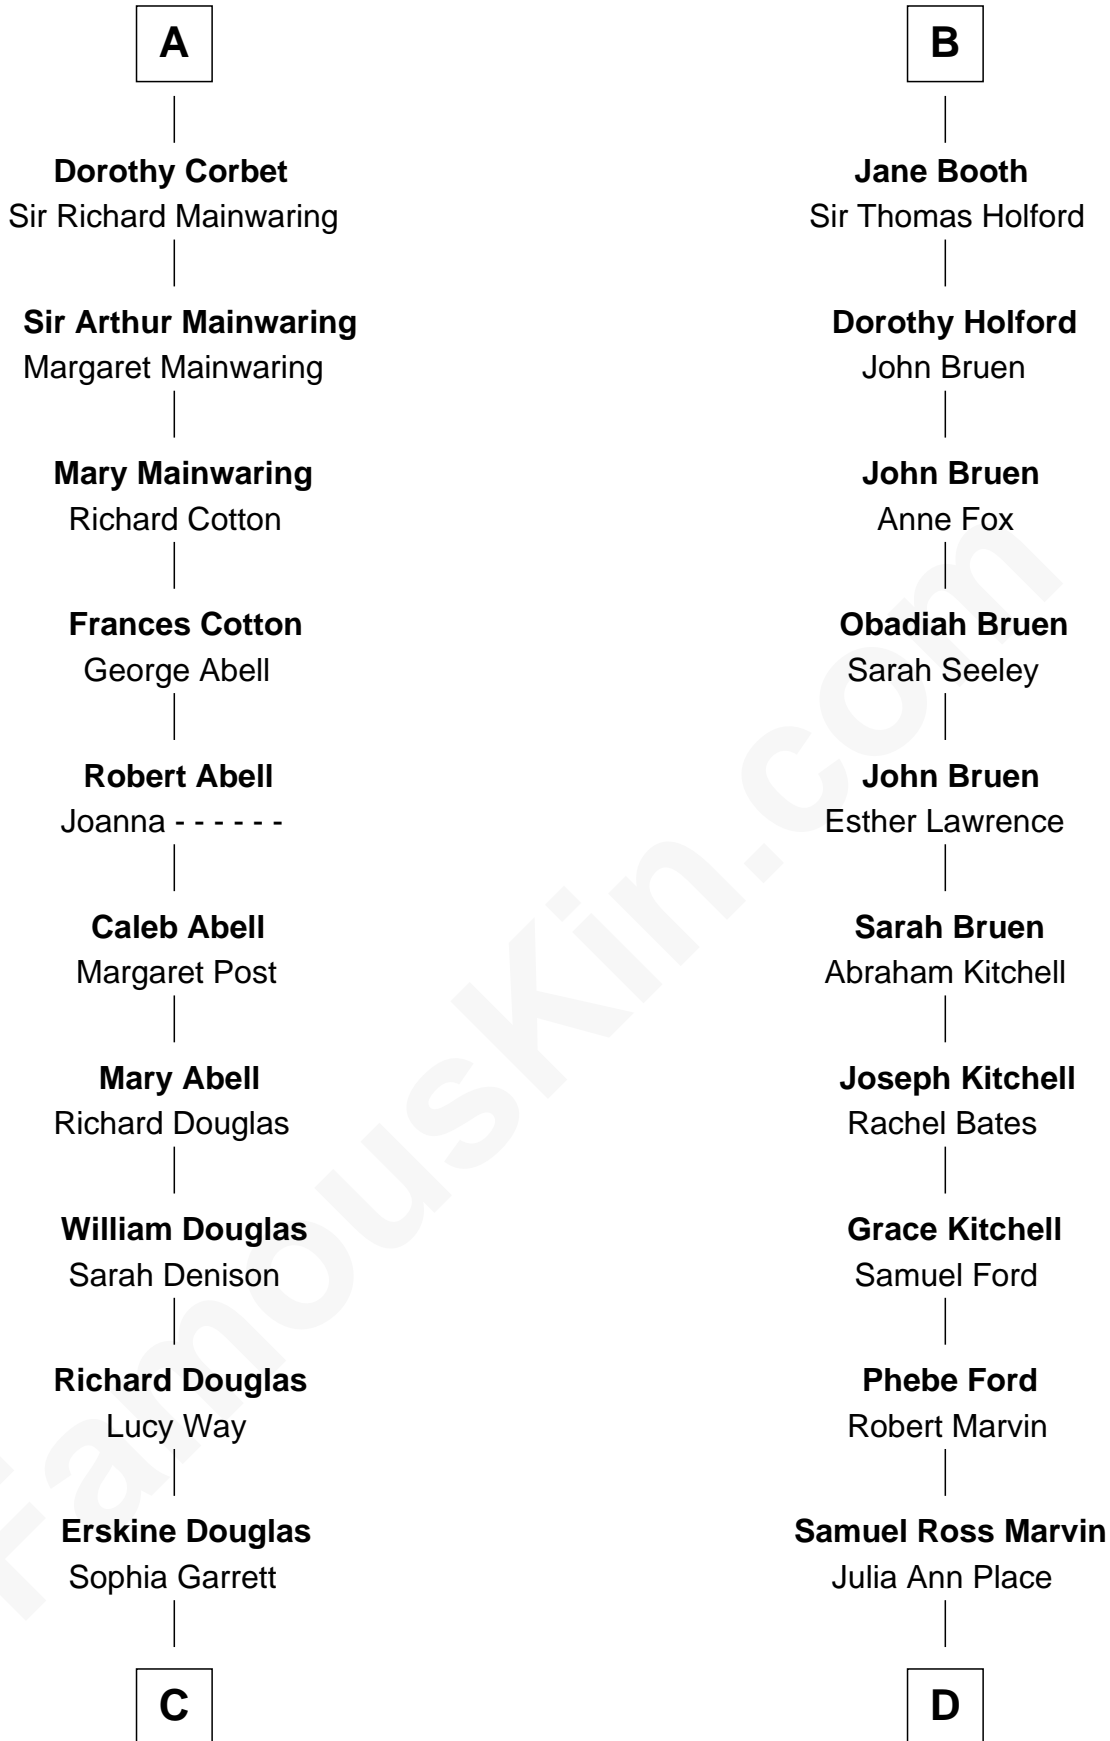 A
Dorothy Corbet
Sir Richard Mainwaring
Sir Arthur Mainwaring
Margaret Mainwaring
Mary Mainwaring
Richard Cotton
Frances Cotton
George Abell
Robert Abell
Joanna - - - - - -
Caleb Abell
Margaret Post
Mary Abell
Richard Douglas
William Douglas
Sarah Denison
Richard Douglas
Lucy Way
Erskine Douglas
Sophia Garrett
C
B
Jane Booth
Sir Thomas Holford
Dorothy Holford
John Bruen
John Bruen
Anne Fox
Obadiah Bruen
Sarah Seeley
John Bruen
Esther Lawrence
Sarah Bruen
Abraham Kitchell
Joseph Kitchell
Rachel Bates
Grace Kitchell
Samuel Ford
Phebe Ford
Robert Marvin
Samuel Ross Marvin
Julia Ann Place
D
FamousKin.com